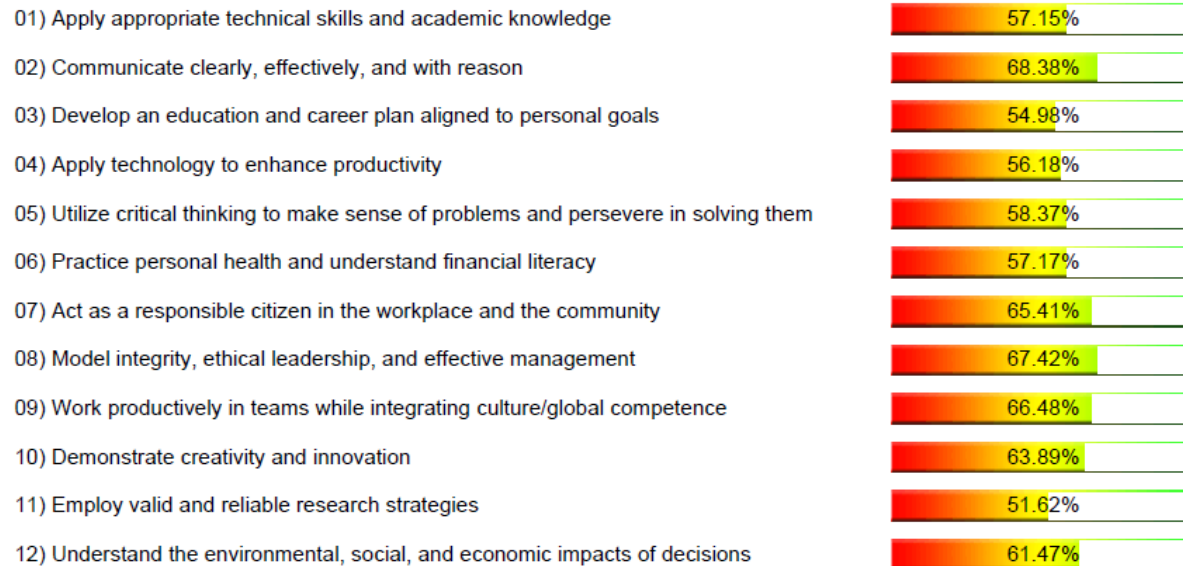 01) Apply appropriate technical skills and academic knowledge 57.15%
02) Communicate clearly, effectively, and with reason 68.38%
03) Develop an education and career plan aligned to personal goals 54.98%
04) Apply technology to enhance productivity 56.18%
05) Utilize critical thinking to make sense of problems and persevere in solving them 58.37%
06) Practice personal health and understand financial literacy 57.17%
07) Act as a responsible citizen in the workplace and the community 65.41%
08) Model integrity, ethical leadership, and effective management 67.42%
09) Work productively in teams while integrating culture/global competence 66.48%
10) Demonstrate creativity and innovation 63.89%
11) Employ valid and reliable research strategies 51.62%
12) Understand the environmental, social, and economic impacts of decisions 61.47%